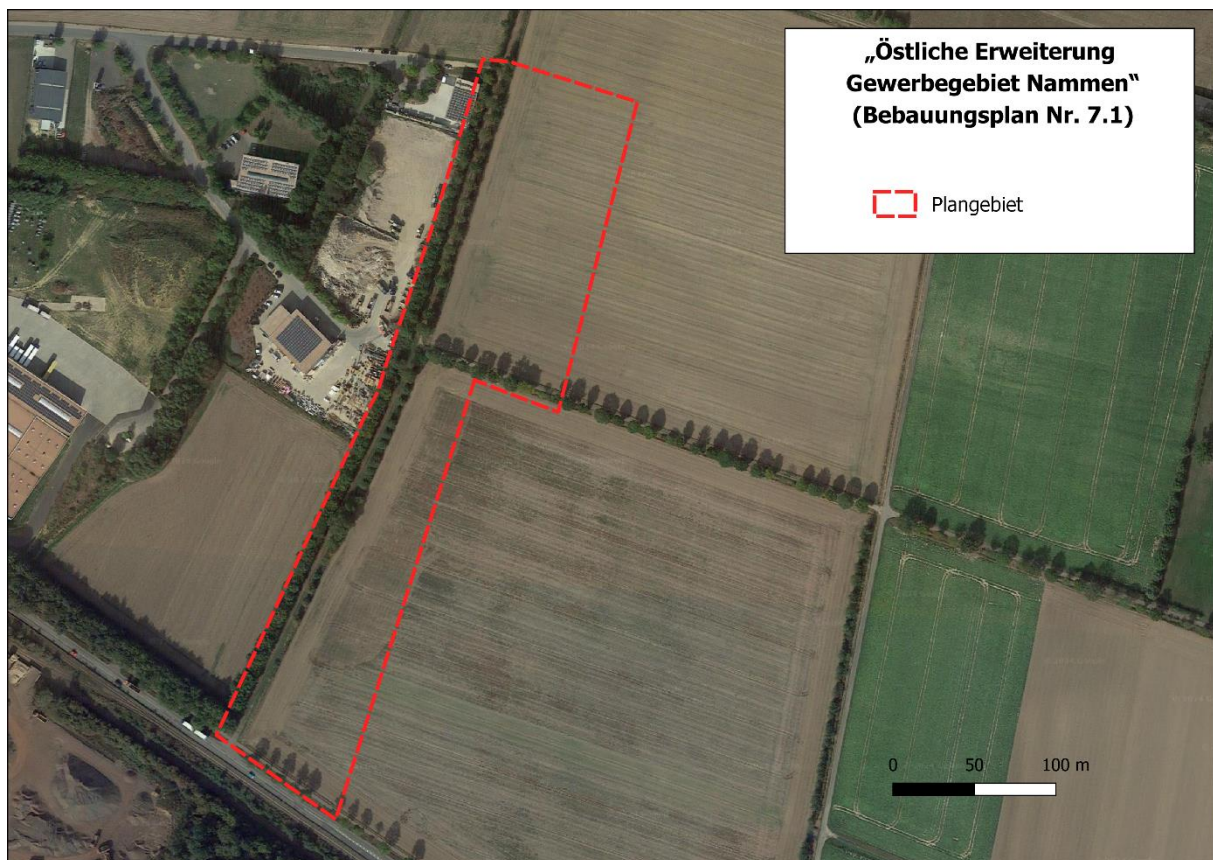 „Östliche Erweiterung
Gewerbegebiet Nammen“
(Bebauungsplan Nr. 7.1)
Plangebiet
0 50 100 m